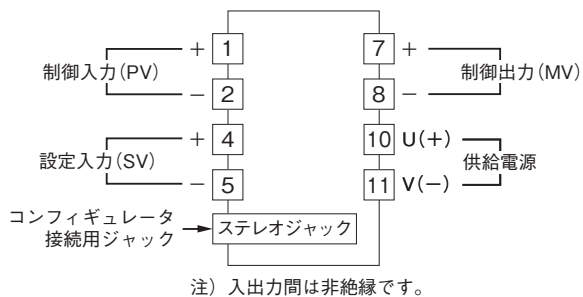 制御入力(PV)
+ 1
− 2
設定入力(SV)
+ 4
− 5
7 +
8 −
制御出力(MV)
10 U(+)
11 V(−)
供給電源
コンフィギュレータ
接続用ジャック
ステレオジャック
注）入出力間は非絶縁です。